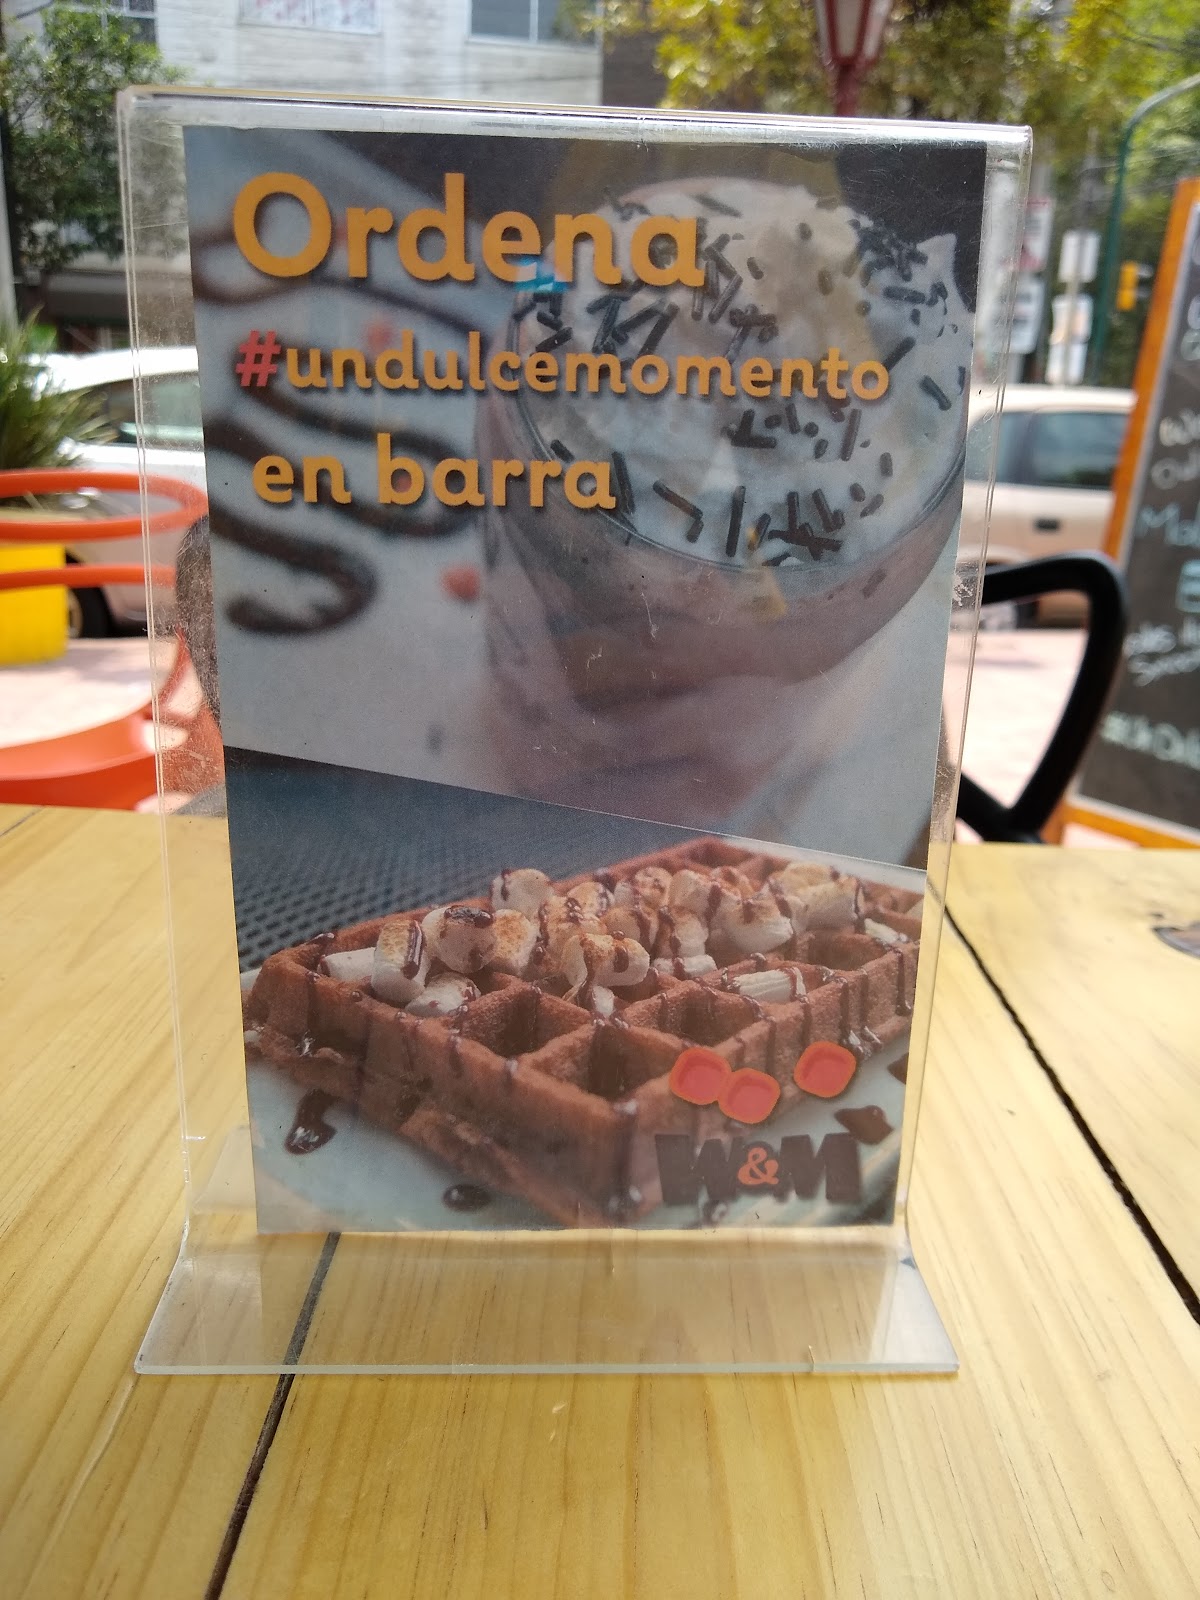 Ordena
#undulcemomento
en barra
W&M